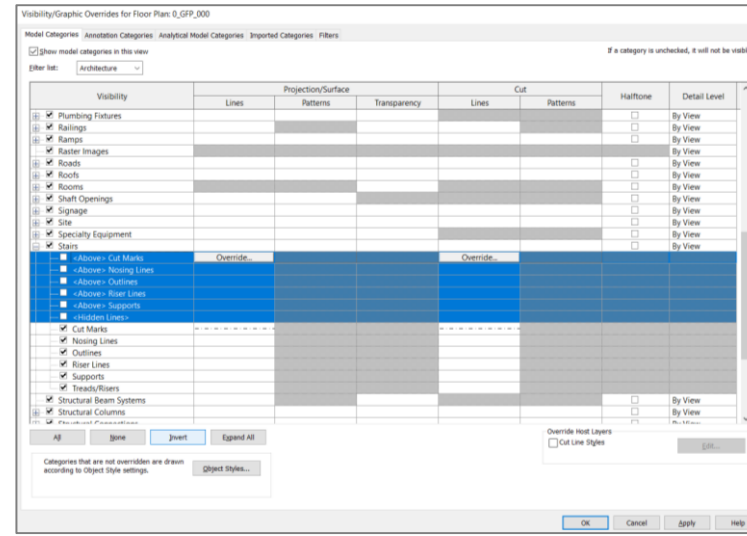 Visibility/Graphic Overrides for Floor Plan: 0_GFP_000
Model Categories Annotation Categories Analytical Model Categories Imported Categories Filters
Show model categories in this view
If a category is unchecked, it will not be visibl
Filter list: Architecture
Visibility Projection/Surface Cut Halftone Detail Level
Lines Patterns Transparency Lines Patterns
Plumbing Fixtures By View
Railings By View
Ramps By View
Raster Images By View
Roads By View
Roofs By View
Rooms By View
Shaft Openings By View
Signage By View
Site By View
Specialty Equipment By View
Stairs By View
<Above> Cut Marks Override... Override...
<Above> Nosing Lines
<Above> Outlines
<Above> Riser Lines
<Above> Supports
<Hidden Lines>
Cut Marks
Nosing Lines
Outlines
Riser Lines
Supports
Treads/Risers
Structural Beam Systems By View
Structural Columns By View
Structural Connections By View
All None Invert Expand All
Override Host Layers
Cut Line Styles Edit...
Categories that are not overridden are drawn
according to Object Style settings.
Object Styles...
OK Cancel Apply Help